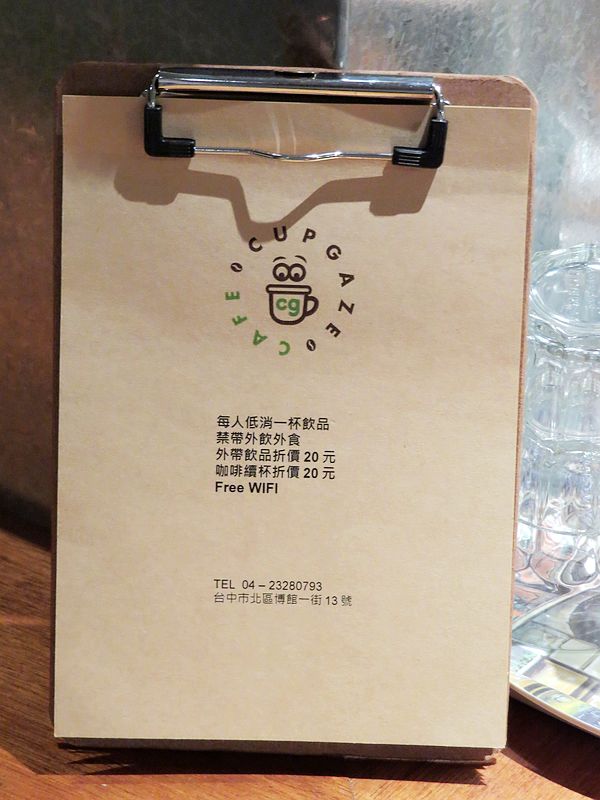 CUPGAZE CAFE
cg
每人低消一杯飲品
禁帶外飲外食
外帶飲品折價 20 元
咖啡續杯折價 20 元
Free WIFI
TEL 04 – 23280793
台中市北區博館一街 13 號